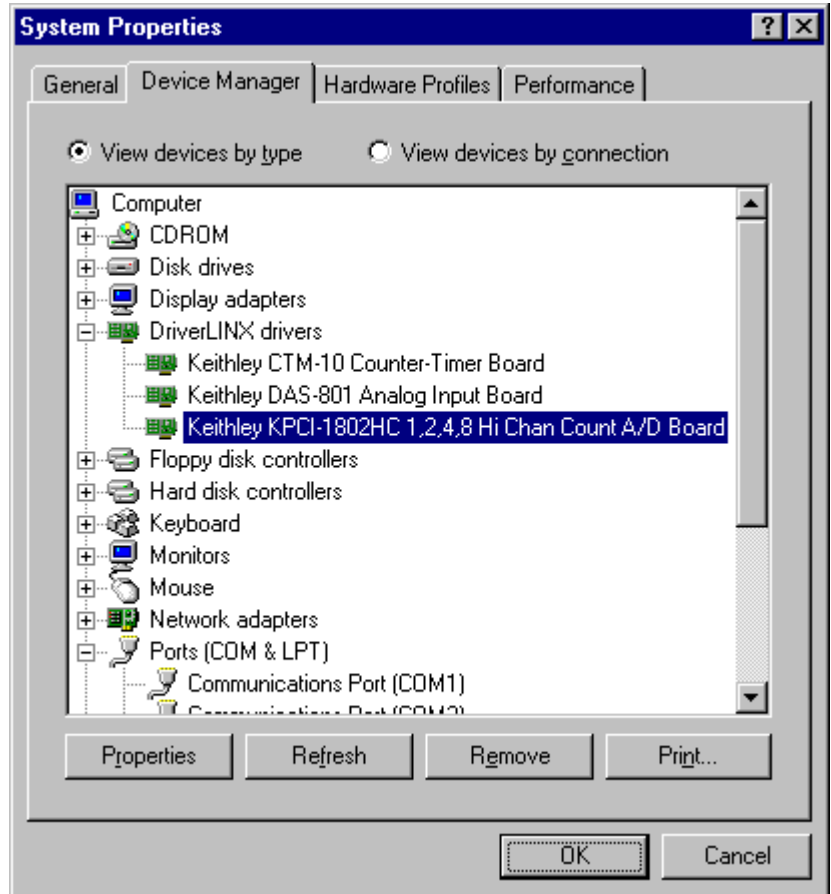 System Properties
General Device Manager Hardware Profiles Performance
View devices by type View devices by connection
Computer
CDROM
Disk drives
Display adapters
DriverLINX drivers
Keithley CTM-10 Counter-Timer Board
Keithley DAS-801 Analog Input Board
Keithley KPCI-1802HC 1,2,4,8 Hi Chan Count A/D Board
Floppy disk controllers
Hard disk controllers
Keyboard
Monitors
Mouse
Network adapters
Ports (COM & LPT)
Communications Port (COM1)
Communications Port (COM2)
Properties Refresh Remove Print...
OK Cancel